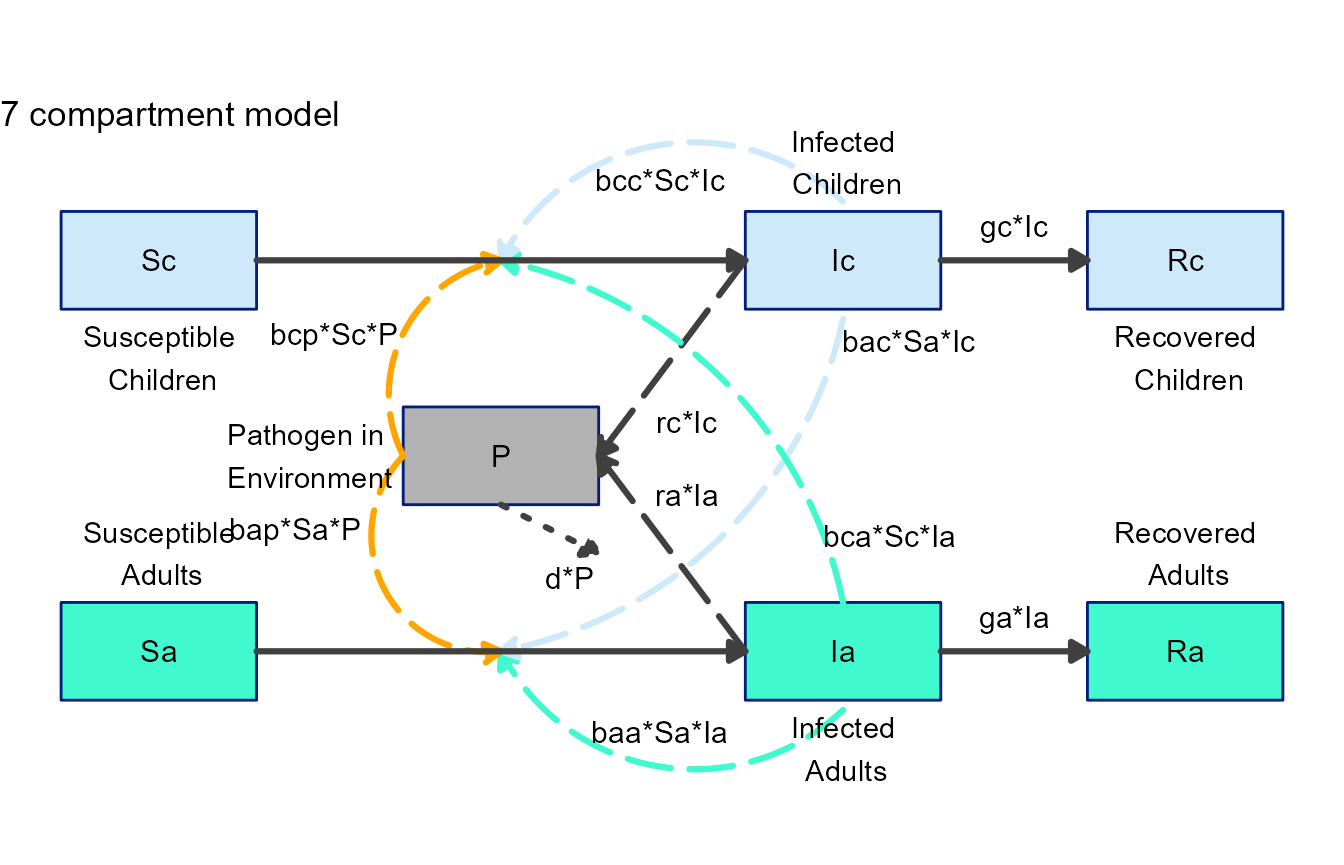 7 compartment model
Infected
Children
bcc*Sc*Ic
gc*Ic
Sc
Ic
Rc
Susceptible
Children
bcp*Sc*P
bac*Sa*Ic
Recovered
Children
rc*Ic
Pathogen in
Environment
P
ra*Ia
Susceptible
Adults
bap*Sa*P
d*P
bca*Sc*Ia
Recovered
Adults
ga*Ia
Sa
Ia
Ra
baa*Sa*Ia
Infected
Adults